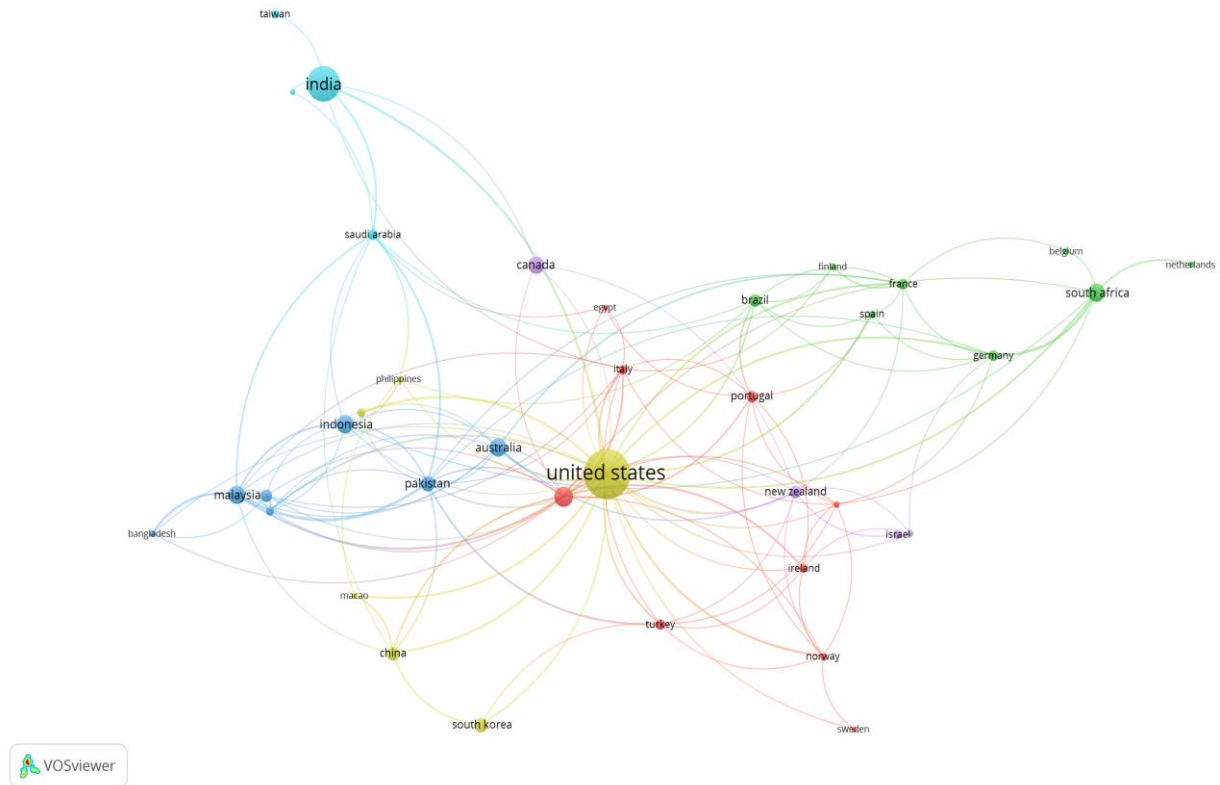 taiwan
india
saudi arabia
canada
belgium
netherlands
finland
france
south africa
brazil
egypt
spain
germany
italy
philippines
portugal
indonesia
australia
united states
pakistan
malaysia
new zealand
bangladesh
israel
ireland
macao
turkey
china
norway
south korea
sweden
VOSviewer